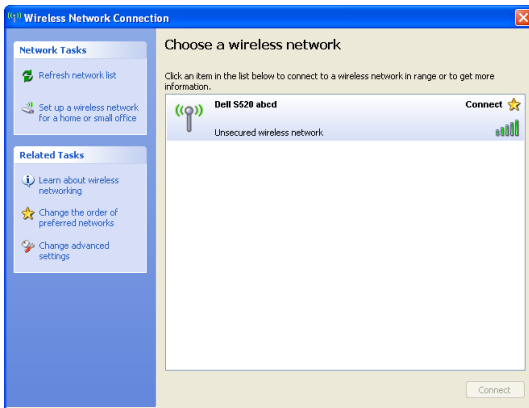 Wireless Network Connection
Network Tasks
Refresh network list
Set up a wireless network
for a home or small office
Related Tasks
Learn about wireless
networking
Change the order of
preferred networks
Change advanced
settings
Choose a wireless network
Click an item in the list below to connect to a wireless network in range or to get more
information.
Dell S520 abcd
Connect
Unsecured wireless network
Connect